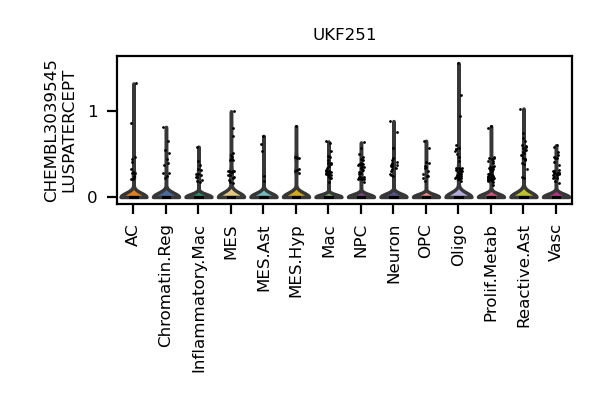 UKF251
CHEMBL3039545
LUSPATERCEPT
1
0
AC
Chromatin.Reg
Inflammatory.Mac
MES
MES.Ast
MES.Hyp
Mac
NPC
Neuron
OPC
Oligo
Prolif.Metab
Reactive.Ast
Vasc